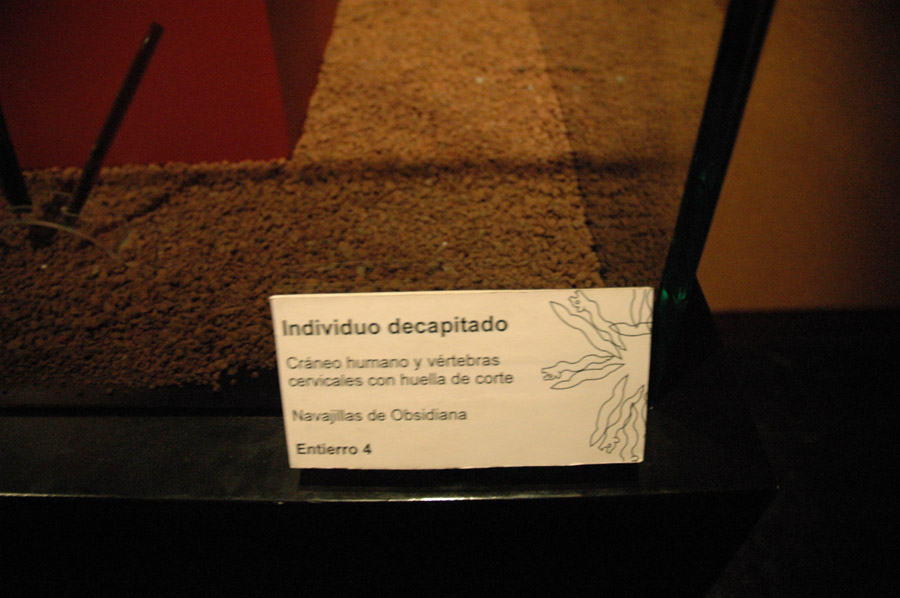 Individuo decapitado
Cráneo humano y vértebras
cervicales con huella de corte
Navajillas de Obsidiana
Entierro 4